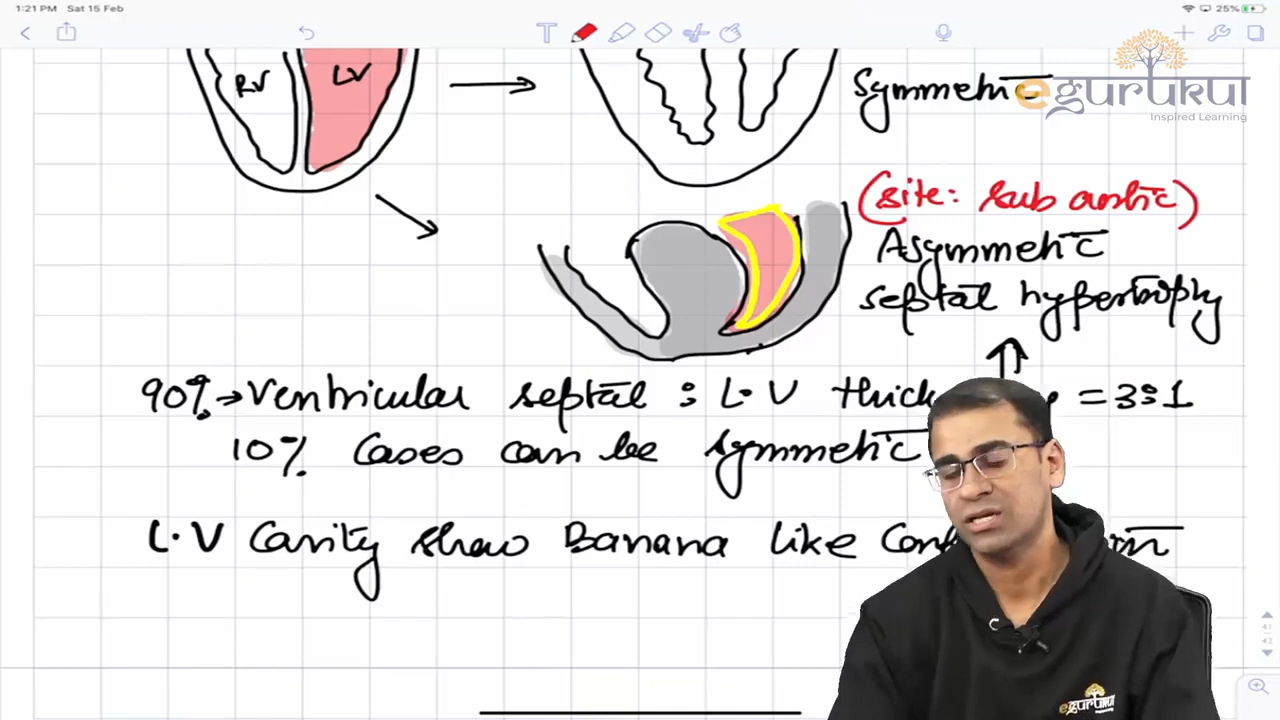 1:21 PM Sat 15 Feb
25%
T
egurukul
Inspired Learning
RV
LV
Symmetric
(site: sub aortic)
Asymmetric
septal hypertrophy
90% → Ventricular septal : L.V thick = 3:1
10% Cases can be symmetric
L.V Cavity show Banana like
egurukul